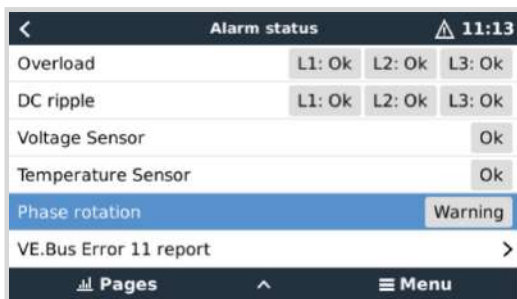 Alarm status 11:13
Overload L1: Ok L2: Ok L3: Ok
DC ripple L1: Ok L2: Ok L3: Ok
Voltage Sensor Ok
Temperature Sensor Ok
Phase rotation Warning
VE.Bus Error 11 report
Pages Menu